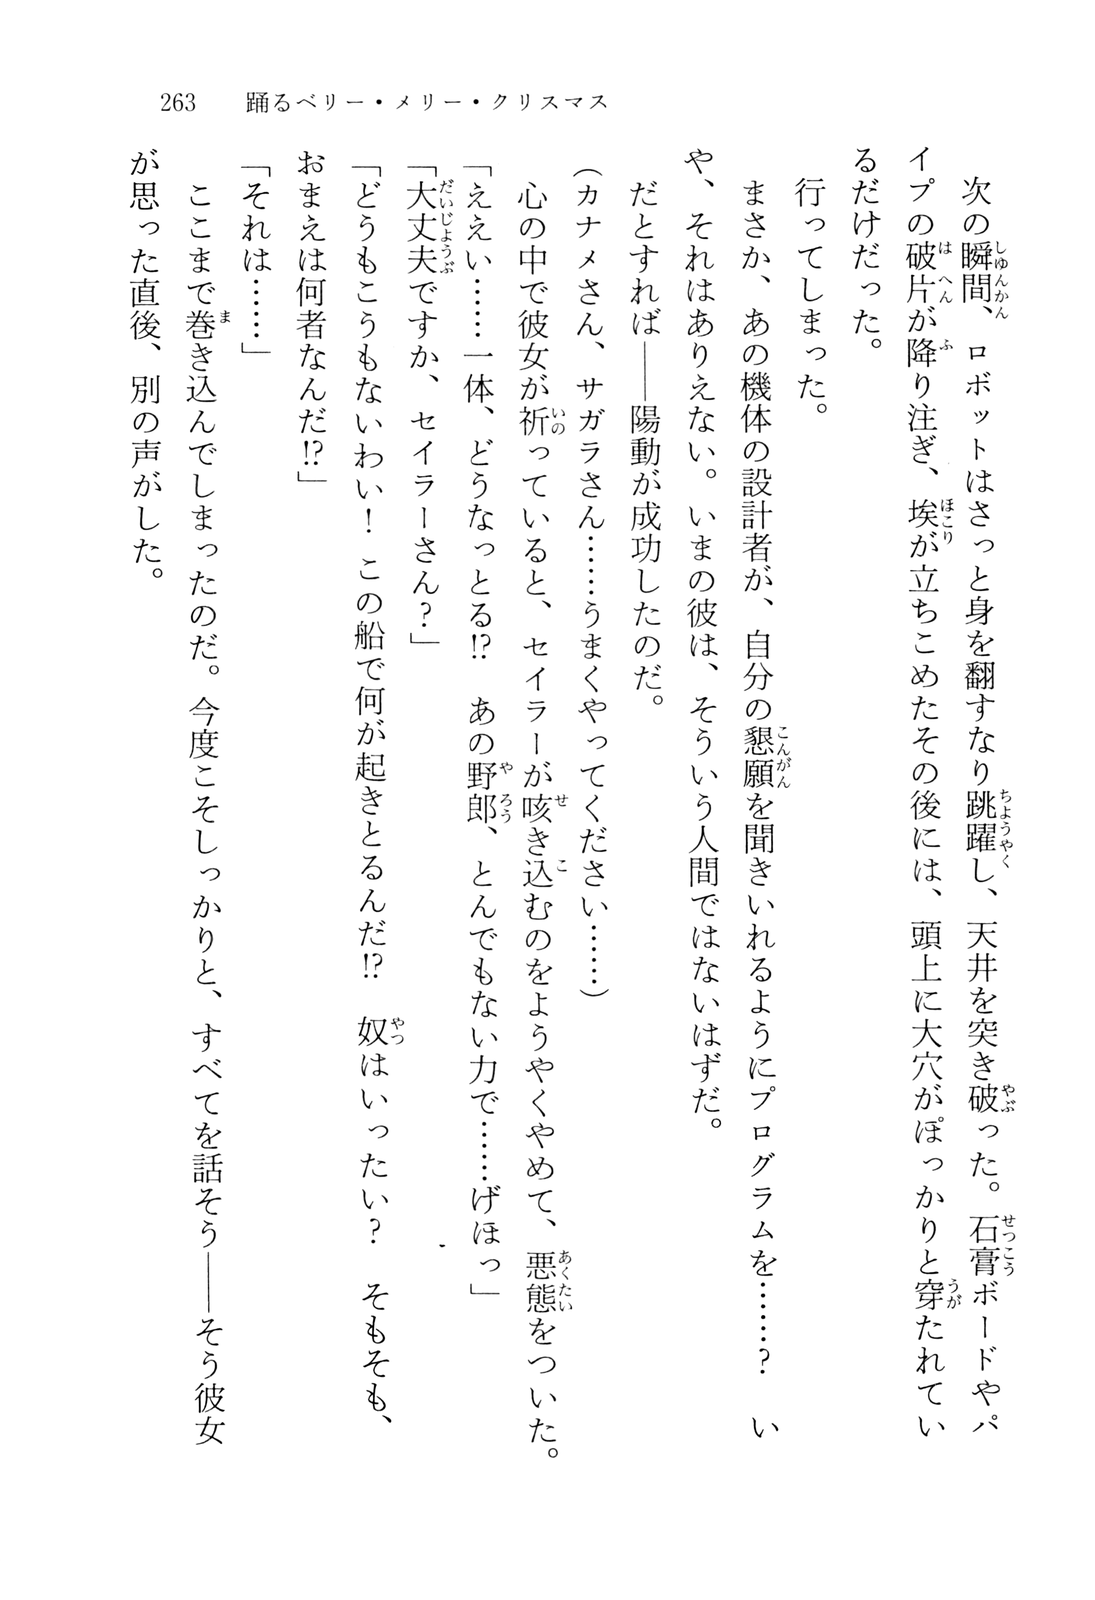 263　踊るベリー・メリー・クリスマス
　次の瞬間、ロボットはさっと身を翻すなり跳躍し、天井を突き破った。石膏ボードやパ
イプの破片が降り注ぎ、埃が立ちこめたその後には、頭上に大穴がぽっかりと穿たれてい
るだけだった。
　行ってしまった。
　まさか、あの機体の設計者が、自分の懇願を聞きいれるようにプログラムを……？　い
や、それはありえない。いまの彼は、そういう人間ではないはずだ。
　だとすれば――陽動が成功したのだ。
（カナメさん、サガラさん……うまくやってください……）
　心の中で彼女が祈っていると、セイラーが咳き込むのをようやくやめて、悪態をついた。
「ええい……一体、どうなっとる!?　あの野郎、とんでもない力で……げほっ」
「大丈夫ですか、セイラーさん？」
「どうもこうもないわい！　この船で何が起きとるんだ!?　奴はいったい？　そもそも、
おまえは何者なんだ!?」
「それは……」
　ここまで巻き込んでしまったのだ。今度こそしっかりと、すべてを話そう――そう彼女
が思った直後、別の声がした。